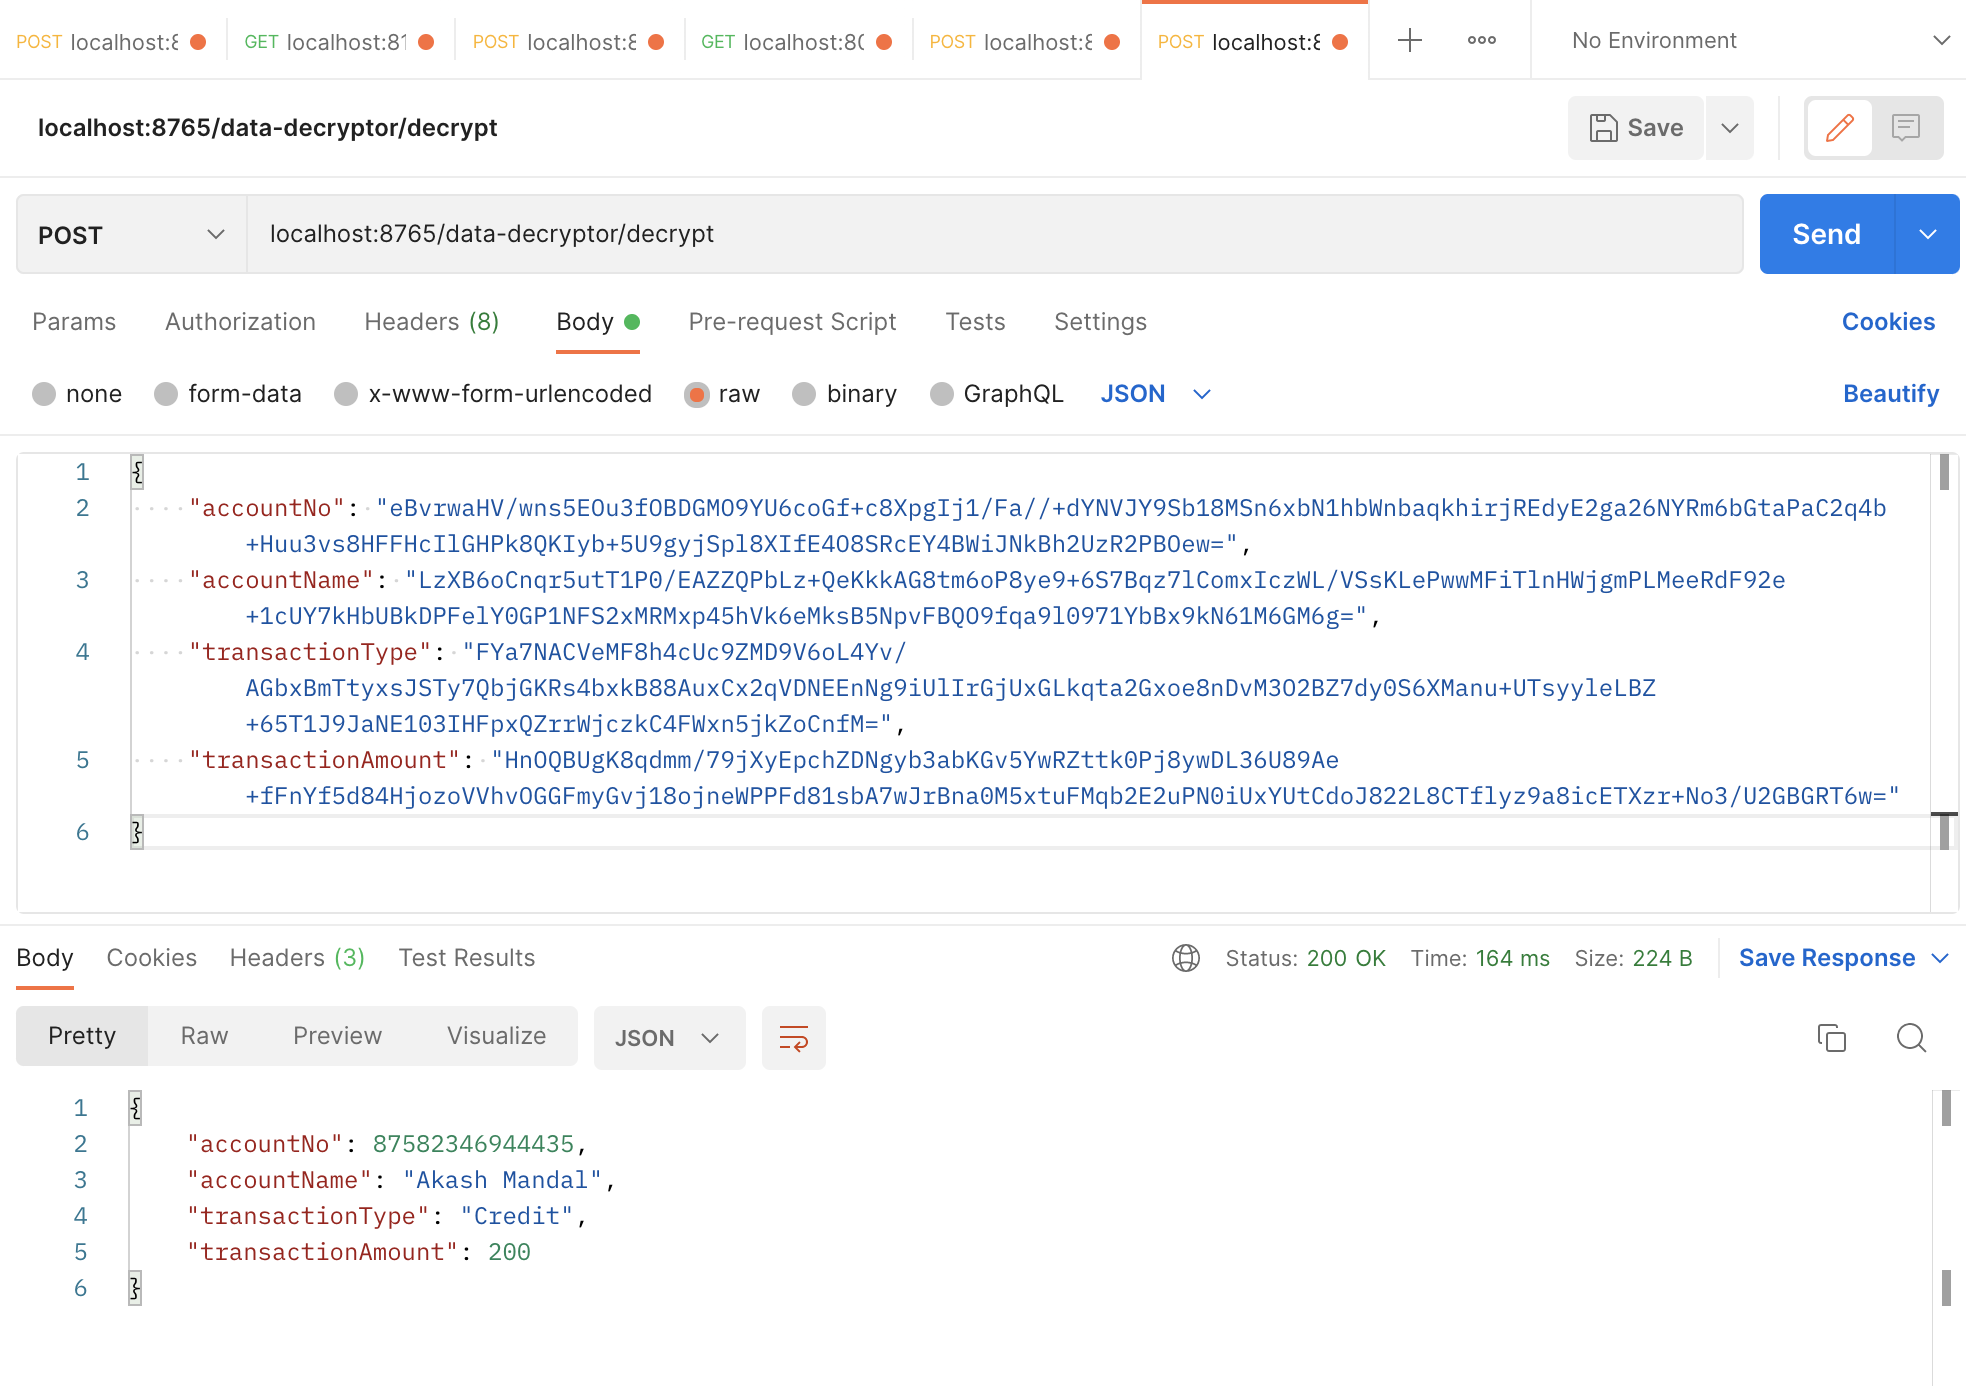 POST localhost:8
GET localhost:81
POST localhost:8
GET localhost:80
POST localhost:8
POST localhost:8
No Environment
localhost:8765/data-decryptor/decrypt
Save
POST localhost:8765/data-decryptor/decrypt Send
Params Authorization Headers (8) Body Pre-request Script Tests Settings Cookies
none form-data x-www-form-urlencoded raw binary GraphQL JSON Beautify
1 {
2 "accountNo": "eBvrwaHV/wns5EOu3fOBDGMO9YU6coGf+c8XpgIj1/Fa//+dYNVJY9Sb18MSn6xbN1hbWnbaqkhirjREdyE2ga26NYRm6bGtaPaC2q4b
+Huu3vs8HFFHcIlGHPk8QKIyb+5U9gyjSpl8XIfE4O8SRcEY4BWiJNkBh2UzR2PBOew=",
3 "accountName": "LzXB6oCnqr5utT1P0/EAZZQPbLz+QeKkkAG8tm6oP8ye9+6S7Bqz7lComxIczWL/VSsKLePwwMFiTlnHWjgmPLMeeRdF92e
+1cUY7kHbUBkDPFelY0GP1NFS2xMRMxp45hVk6eMksB5NpvFBQO9fqa9l0971YbBx9kN61M6GM6g=",
4 "transactionType": "FYa7NACVeMF8h4cUc9ZMD9V6oL4Yv/
AGbxBmTtyxsJSTy7QbjGKRs4bxkB88AuxCx2qVDNEEnNg9iUlIrGjUxGLkqta2Gxoe8nDvM3O2BZ7dy0S6XManu+UTsyyleLBZ
+65T1J9JaNE103IHFpxQZrrWjczkC4FWxn5jkZoCnfM=",
5 "transactionAmount": "HnOQBUgK8qdmm/79jXyEpchZDNgyb3abKGv5YwRZttk0Pj8ywDL36U89Ae
+fFnYf5d84HjozoVVhvOGGFmyGvj18ojneWPPFd81sbA7wJrBna0M5xtuFMqb2E2uPN0iUxYUtCdoJ822L8CTflyz9a8icETXzr+No3/U2GBGRT6w="
6 }
Body Cookies Headers (3) Test Results Status: 200 OK Time: 164 ms Size: 224 B Save Response
Pretty Raw Preview Visualize JSON
1 {
2 "accountNo": 87582346944435,
3 "accountName": "Akash Mandal",
4 "transactionType": "Credit",
5 "transactionAmount": 200
6 }